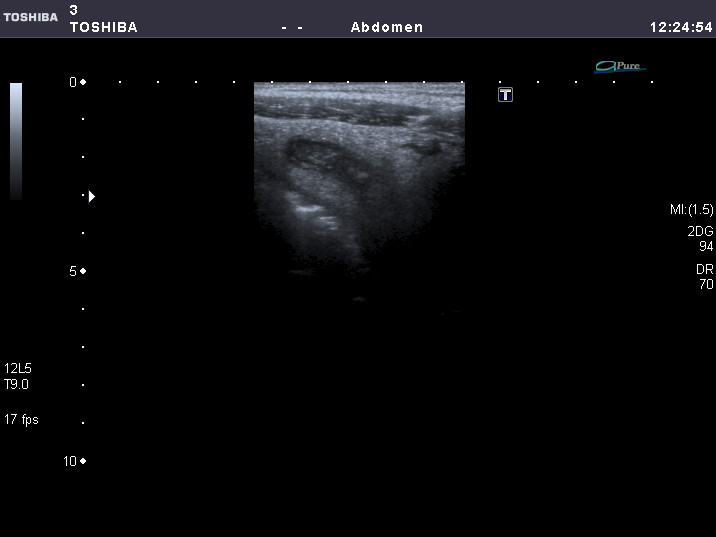 TOSHIBA
3
TOSHIBA - - Abdomen 12:24:54
aPure
0
T
MI:(1.5)
2DG
94
DR
70
5
12L5
T9.0
17 fps
10